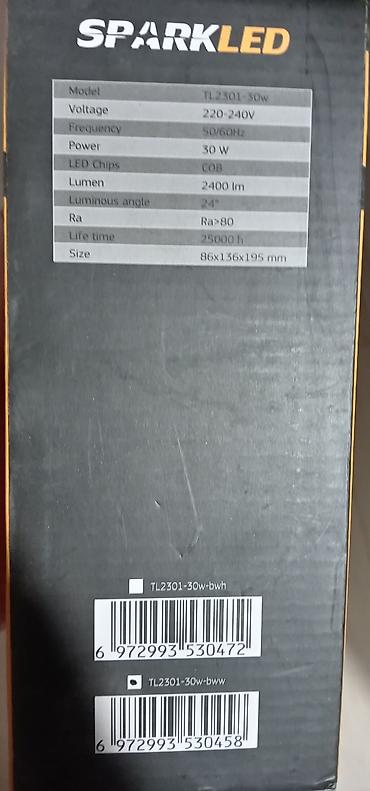 SPARKLED
Model TL2301-30w
Voltage 220-240V
Frequency 50/60Hz
Power 30 W
LED Chips COB
Lumen 2400 lm
Luminous angle 24°
Ra Ra>80
Life time 25000 h
Size 86x136x195 mm
TL2301-30w-bwh
6 972993 530472
TL2301-30w-bww
6 972993 530458